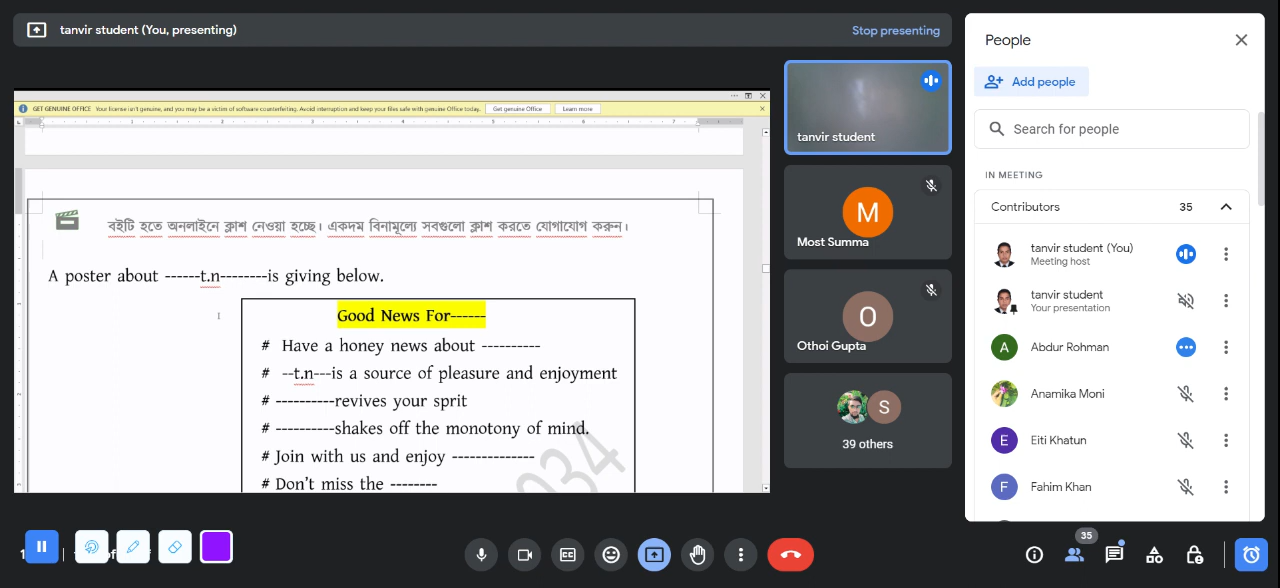 tanvir student (You, presenting)
Stop presenting
GET GENUINE OFFICE Your license isn't genuine, and you may be a victim of software counterfeiting. Avoid interruption and keep your files safe with genuine Office today. Get genuine Office Learn more
বইটি হতে অনলাইনে ক্লাশ নেওয়া হচ্ছে। একদম বিনামূল্যে সবগুলো ক্লাশ করতে যোগাযোগ করুন।
A poster about ------t.n--------is giving below.
Good News For------
# Have a honey news about ----------
# --t.n---is a source of pleasure and enjoyment
# ----------revives your sprit
# ----------shakes off the monotony of mind.
# Join with us and enjoy --------------
# Don't miss the --------
034
tanvir student
M
Most Summa
O
Othoi Gupta
S
39 others
People
Add people
Search for people
IN MEETING
Contributors 35
tanvir student (You)
Meeting host
tanvir student
Your presentation
A Abdur Rohman
Anamika Moni
E Eiti Khatun
F Fahim Khan
35